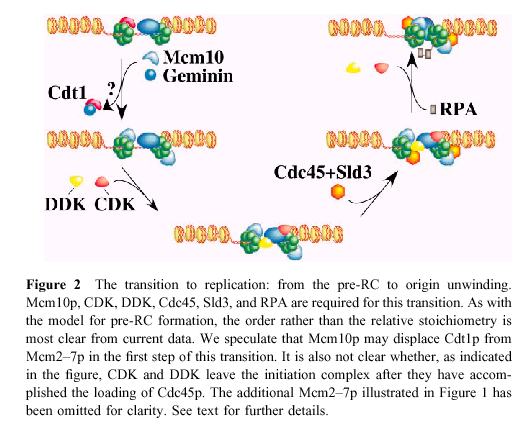 Mcm10
Geminin
Cdt1
?
RPA
Cdc45+Sld3
DDK CDK
Figure 2 The transition to replication: from the pre-RC to origin unwinding.
Mcm10p, CDK, DDK, Cdc45, Sld3, and RPA are required for this transition. As with
the model for pre-RC formation, the order rather than the relative stoichiometry is
most clear from current data. We speculate that Mcm10p may displace Cdt1p from
Mcm2–7p in the first step of this transition. It is also not clear whether, as indicated
in the figure, CDK and DDK leave the initiation complex after they have accom-
plished the loading of Cdc45p. The additional Mcm2–7p illustrated in Figure 1 has
been omitted for clarity. See text for further details.